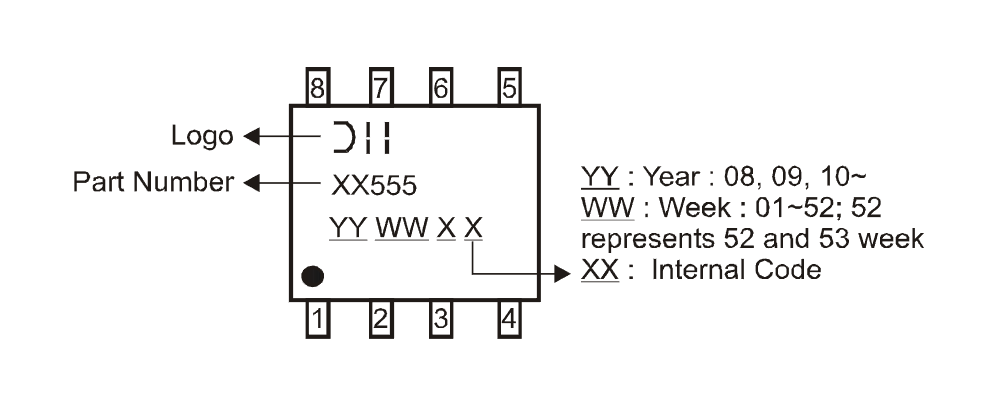 8 7 6 5
Logo
Part Number
XX555
YY WW X X
YY : Year : 08, 09, 10~
WW : Week : 01~52; 52
represents 52 and 53 week
XX : Internal Code
1 2 3 4